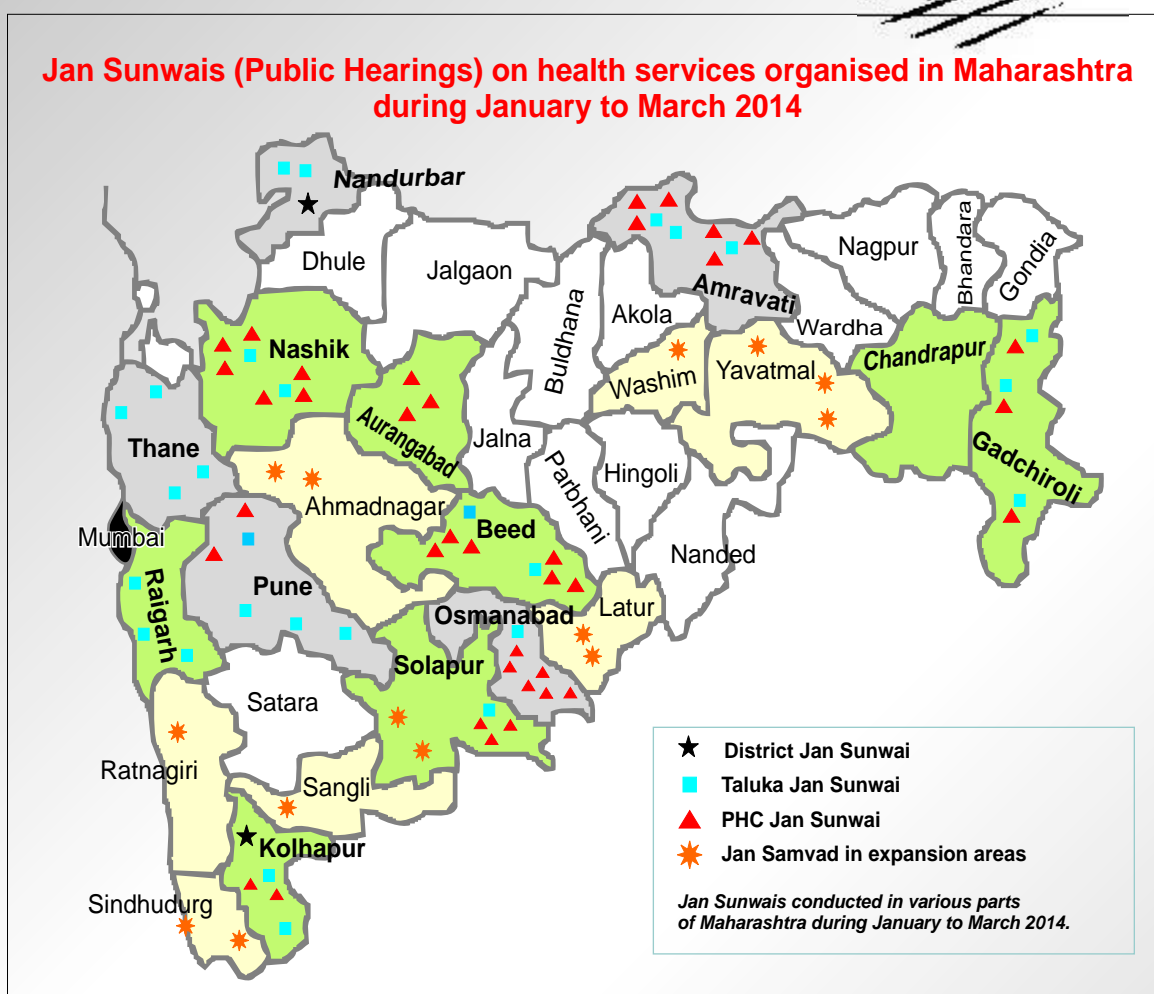 Jan Sunwais (Public Hearings) on health services organised in Maharashtra
during January to March 2014
Nandurbar
Dhule
Jalgaon
Buldhana
Akola
Amravati
Wardha
Nagpur
Bhandara
Gondia
Nashik
Aurangabad
Jalna
Washim
Yavatmal
Chandrapur
Gadchiroli
Thane
Ahmadnagar
Parbhani
Hingoli
Mumbai
Beed
Nanded
Raigarh
Pune
Osmanabad
Latur
Solapur
Satara
Ratnagiri
Sangli
Kolhapur
Sindhudurg
District Jan Sunwai
Taluka Jan Sunwai
PHC Jan Sunwai
Jan Samvad in expansion areas
Jan Sunwais conducted in various parts
of Maharashtra during January to March 2014.